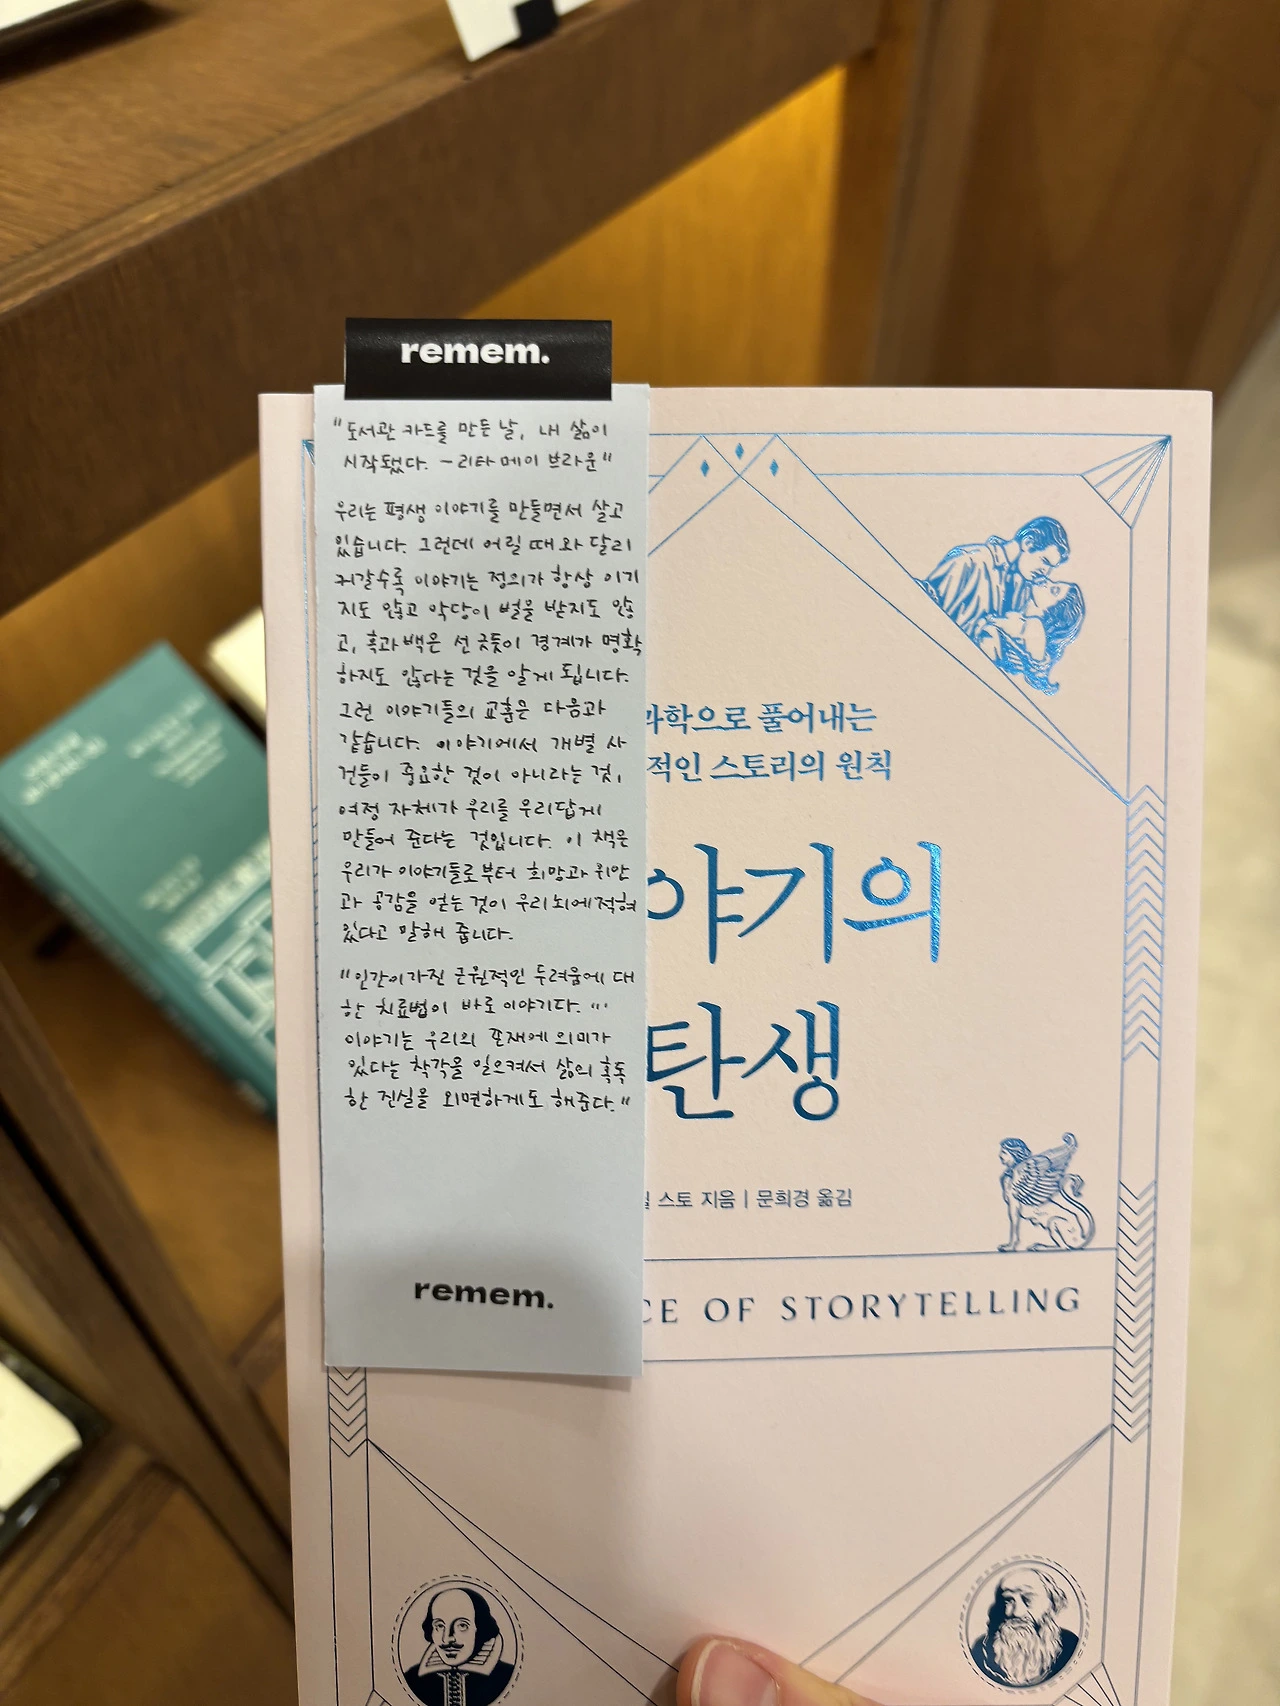 remem.
"도서관 카드를 만든 날, 내 삶이
시작됐다. - 리타 메이 브라운"
우리는 평생 이야기를 만들면서 살고
있습니다. 그런데 어릴 때와 달리
커갈수록 이야기는 정의가 항상 이기
지도 않고 악당이 벌을 받지도 않
고, 흑과 백은 선 긋듯이 경계가 명확
하지도 않다는 것을 알게 됩니다.
그런 이야기들의 교훈은 다음과
같습니다. 이야기에서 개별 사
건들이 중요한 것이 아니라는 것,
여정 자체가 우리를 우리답게
만들어 준다는 것입니다. 이 책은
우리가 이야기들로부터 희망과 위안
과 공감을 얻는 것이 우리 뇌에 적혀
있다고 말해 줍니다.
"인간이 가진 근원적인 두려움에 대
한 치료법이 바로 이야기다. …
이야기는 우리의 존재에 의미가
있다는 착각을 일으켜서 삶의 혹독
한 진실을 외면하게도 해준다."
remem.
과학으로 풀어내는
적인 스토리의 원칙
야기의
탄생
스토 지음 | 문희경 옮김
CE OF STORYTELLING